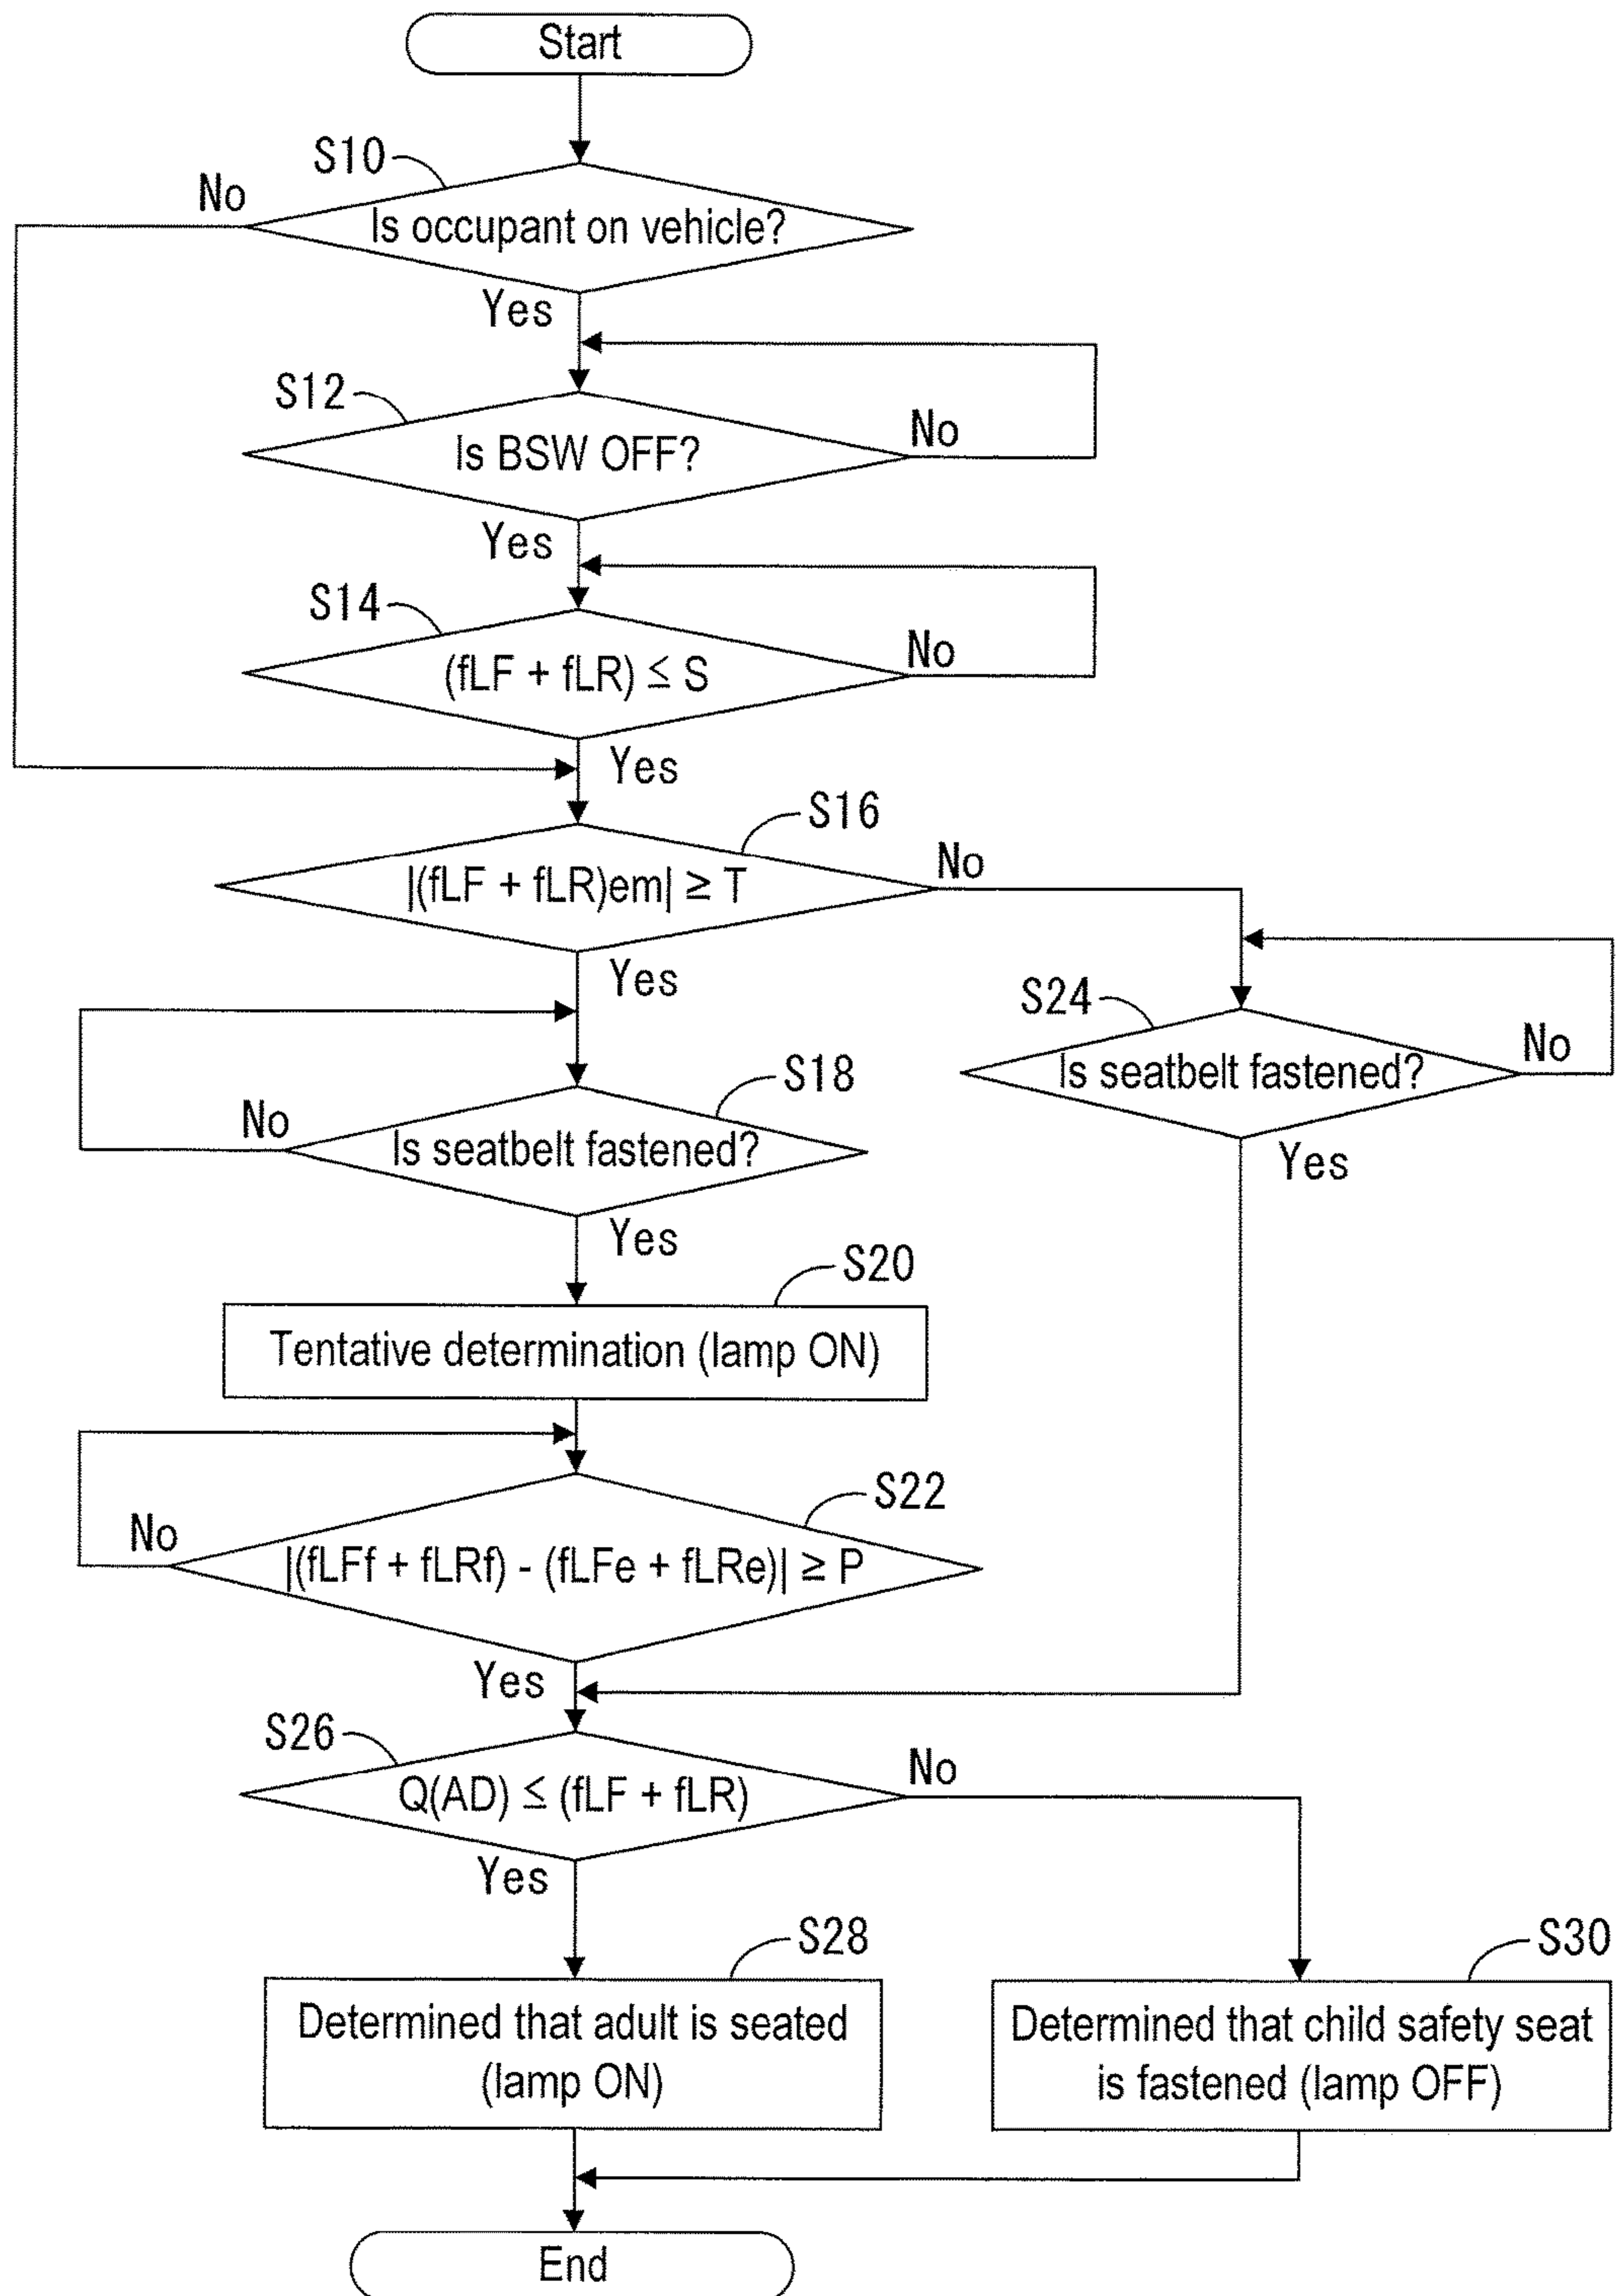 Start
S10
No
Is occupant on vehicle?
Yes
S12
No
Is BSW OFF?
Yes
S14
No
(fLF + fLR) ≤ S
Yes
S16
No
|(fLF + fLR)em| ≥ T
Yes
S24
No
Is seatbelt fastened?
Yes
S18
No
Is seatbelt fastened?
Yes
S20
Tentative determination (lamp ON)
S22
No
|(fLFf + fLRf) - (fLFe + fLRe)| ≥ P
Yes
S26
No
Q(AD) ≤ (fLF + fLR)
Yes
S28
Determined that adult is seated
(lamp ON)
S30
Determined that child safety seat
is fastened (lamp OFF)
End